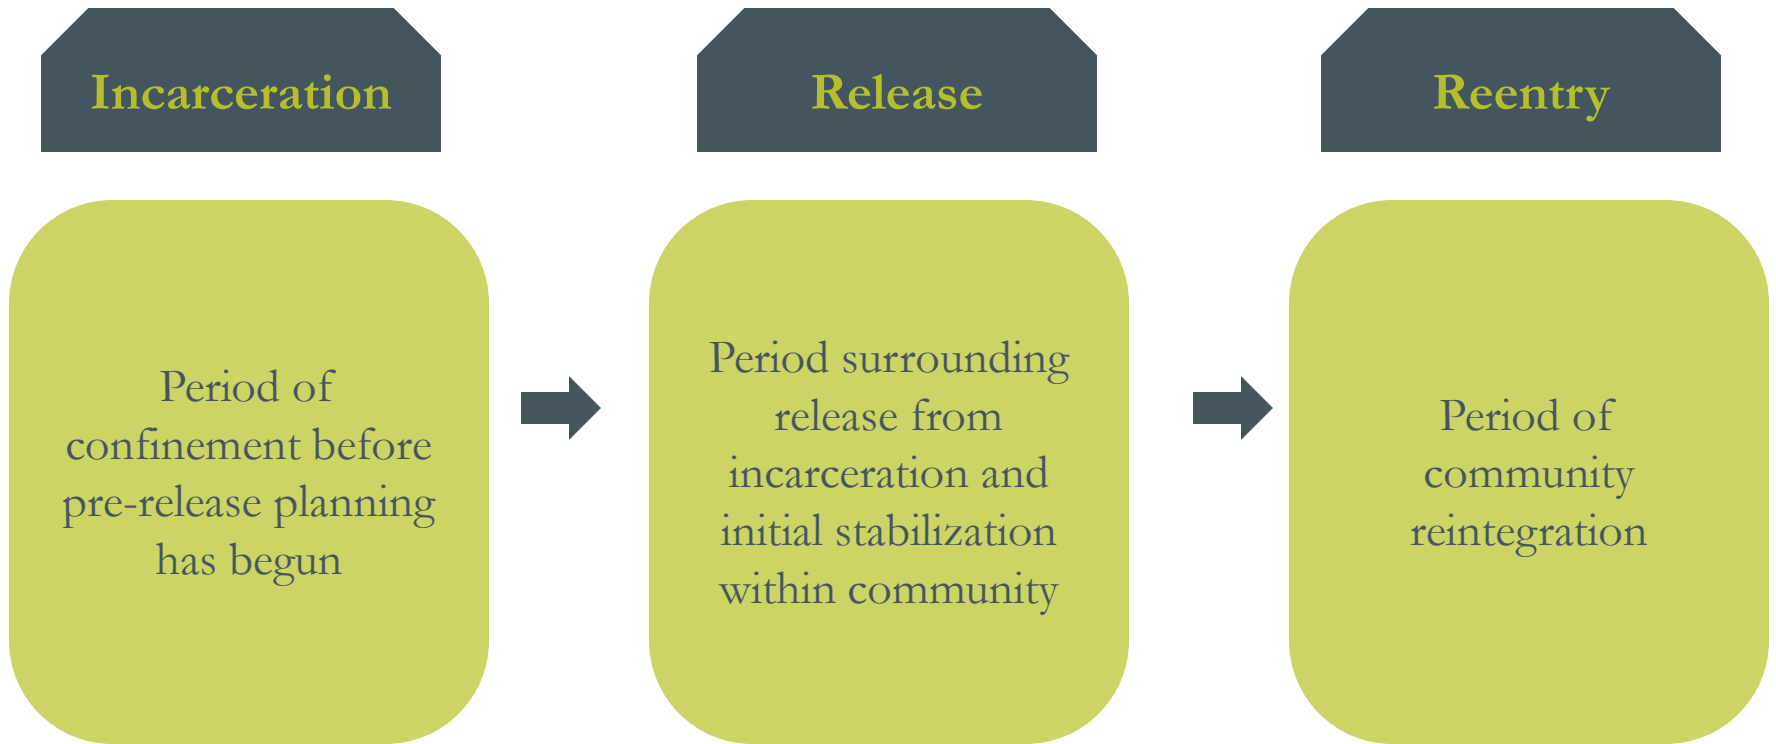 Incarceration
Release
Reentry
Period of
confinement before
pre-release planning
has begun
Period surrounding
release from
incarceration and
initial stabilization
within community
Period of
community
reintegration